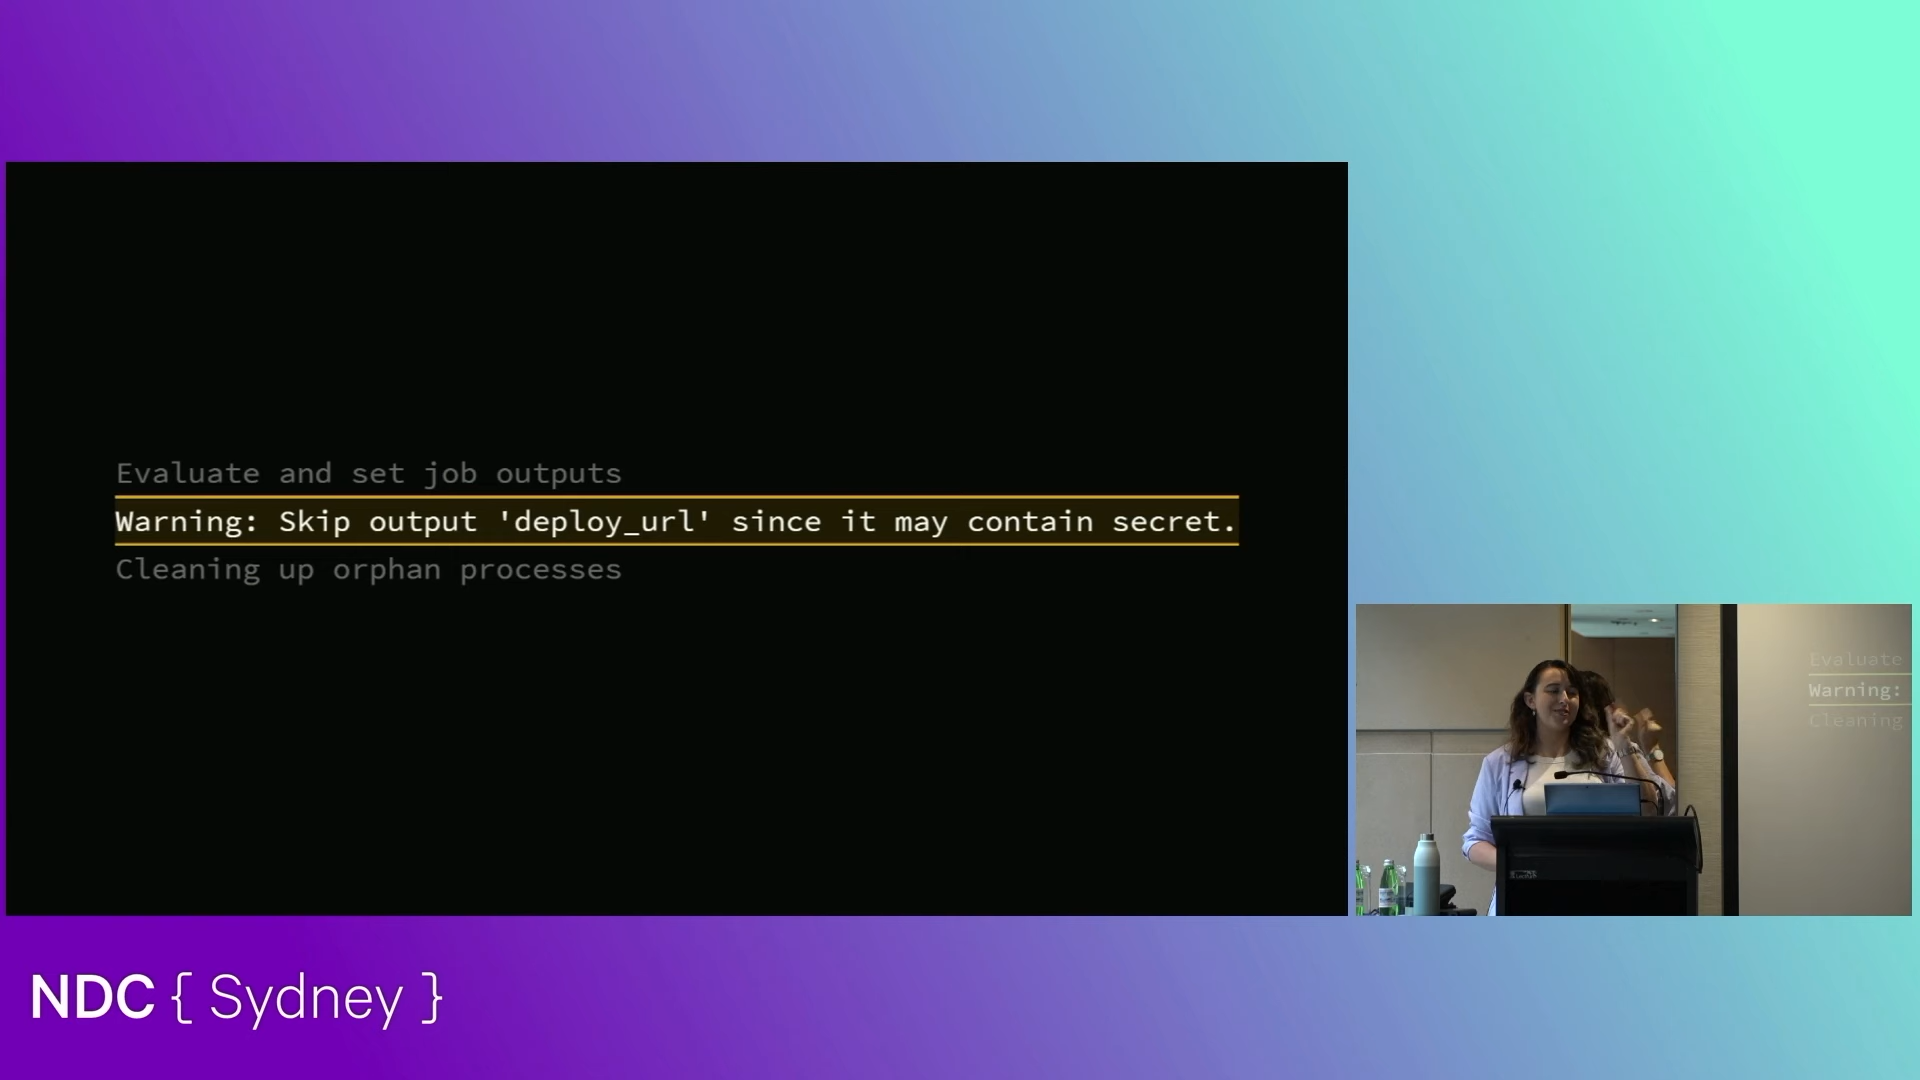 Evaluate and set job outputs
Warning: Skip output 'deploy_url' since it may contain secret.
Cleaning up orphan processes
Evaluate
Warning:
Cleaning
NDC { Sydney }